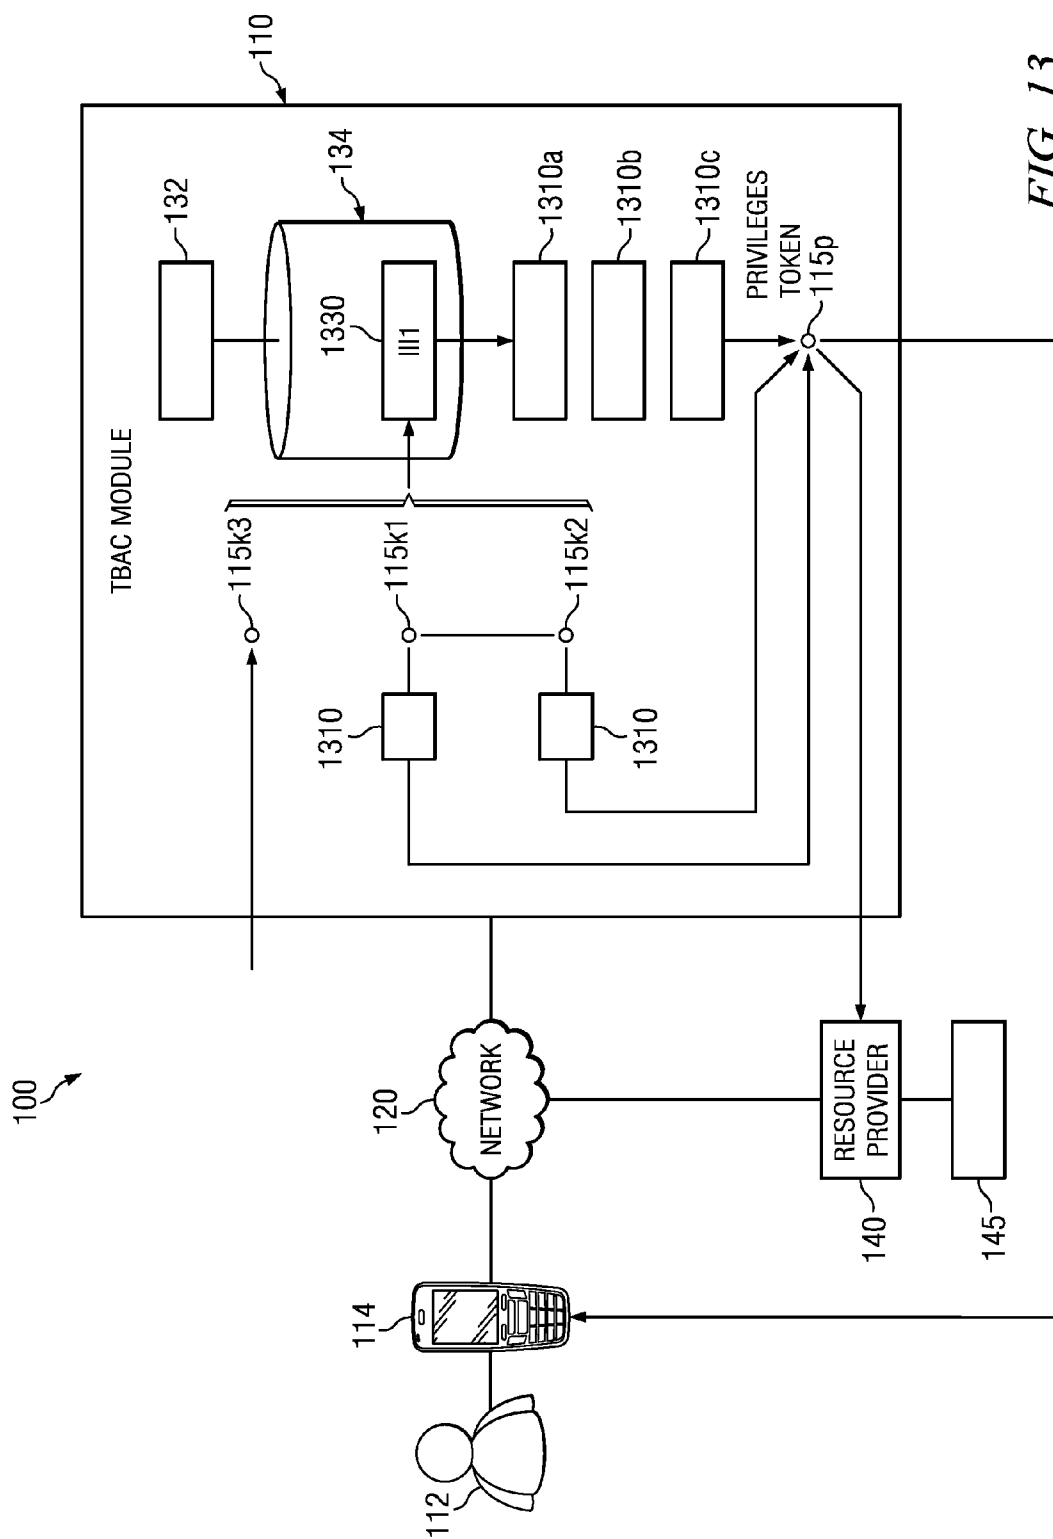 100
TBAC MODULE
132
115k3
110
1310
1330
134
114
120
115k1
III1
112
NETWORK
1310a
115k2
1310
1310b
1310c
PRIVILEGES
TOKEN
115p
RESOURCE
PROVIDER
140
145
FIG. 13